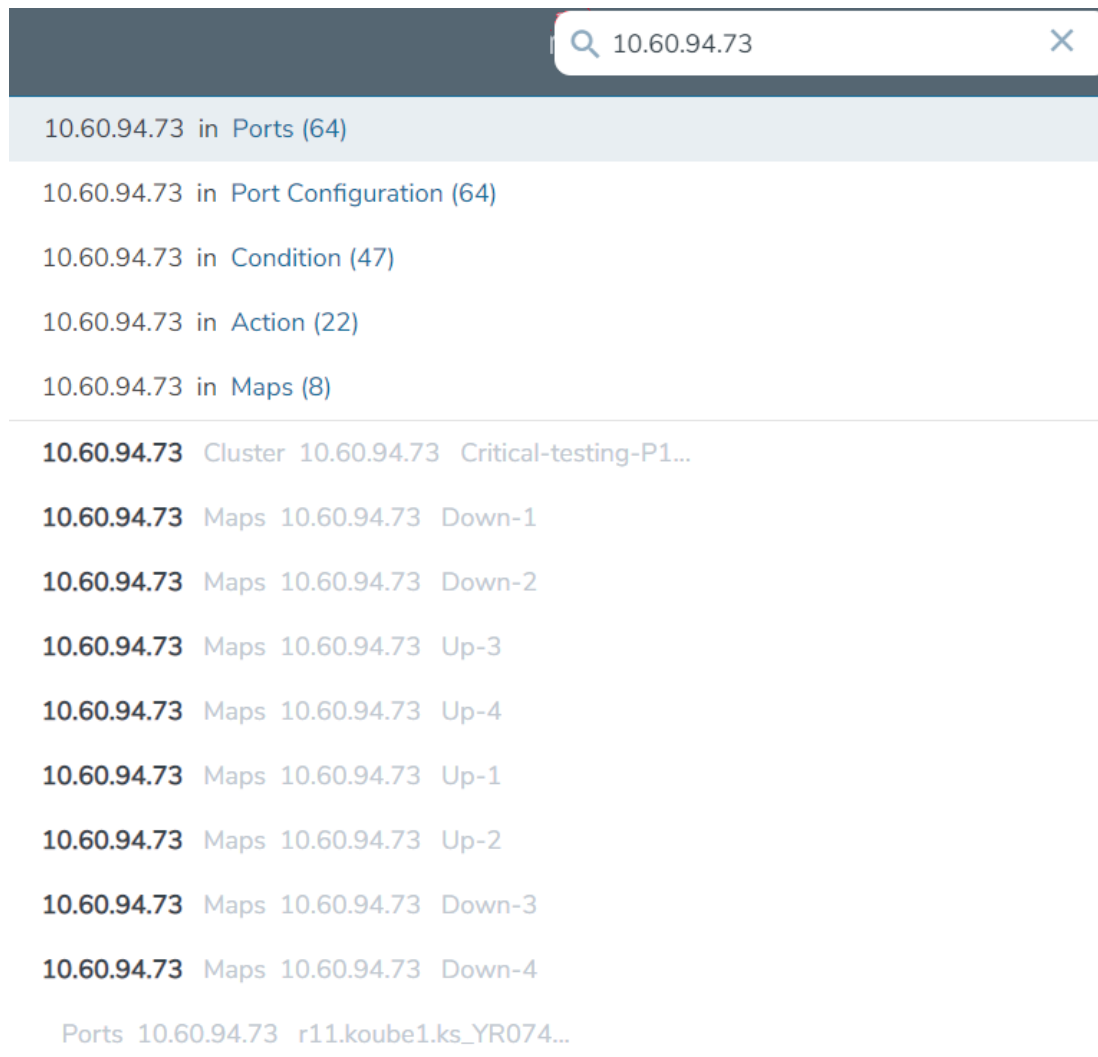 10.60.94.73
10.60.94.73 in Ports (64)
10.60.94.73 in Port Configuration (64)
10.60.94.73 in Condition (47)
10.60.94.73 in Action (22)
10.60.94.73 in Maps (8)
10.60.94.73 Cluster 10.60.94.73 Critical-testing-P1...
10.60.94.73 Maps 10.60.94.73 Down-1
10.60.94.73 Maps 10.60.94.73 Down-2
10.60.94.73 Maps 10.60.94.73 Up-3
10.60.94.73 Maps 10.60.94.73 Up-4
10.60.94.73 Maps 10.60.94.73 Up-1
10.60.94.73 Maps 10.60.94.73 Up-2
10.60.94.73 Maps 10.60.94.73 Down-3
10.60.94.73 Maps 10.60.94.73 Down-4
Ports 10.60.94.73 r11.koube1.ks_YR074...